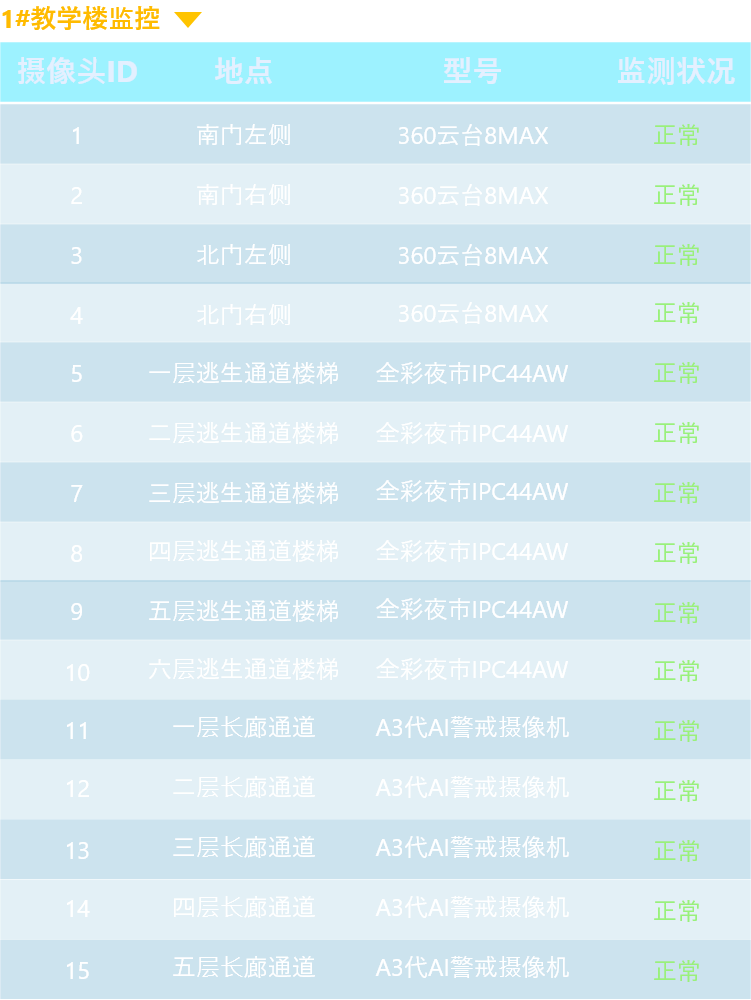 1#教学楼监控
摄像头ID 地点 型号 监测状况
1 南门左侧 360云台8MAX 正常
2 南门右侧 360云台8MAX 正常
3 北门左侧 360云台8MAX 正常
4 北门右侧 360云台8MAX 正常
5 一层逃生通道楼梯 全彩夜市IPC44AW 正常
6 二层逃生通道楼梯 全彩夜市IPC44AW 正常
7 三层逃生通道楼梯 全彩夜市IPC44AW 正常
8 四层逃生通道楼梯 全彩夜市IPC44AW 正常
9 五层逃生通道楼梯 全彩夜市IPC44AW 正常
10 六层逃生通道楼梯 全彩夜市IPC44AW 正常
11 一层长廊通道 A3代AI警戒摄像机 正常
12 二层长廊通道 A3代AI警戒摄像机 正常
13 三层长廊通道 A3代AI警戒摄像机 正常
14 四层长廊通道 A3代AI警戒摄像机 正常
15 五层长廊通道 A3代AI警戒摄像机 正常